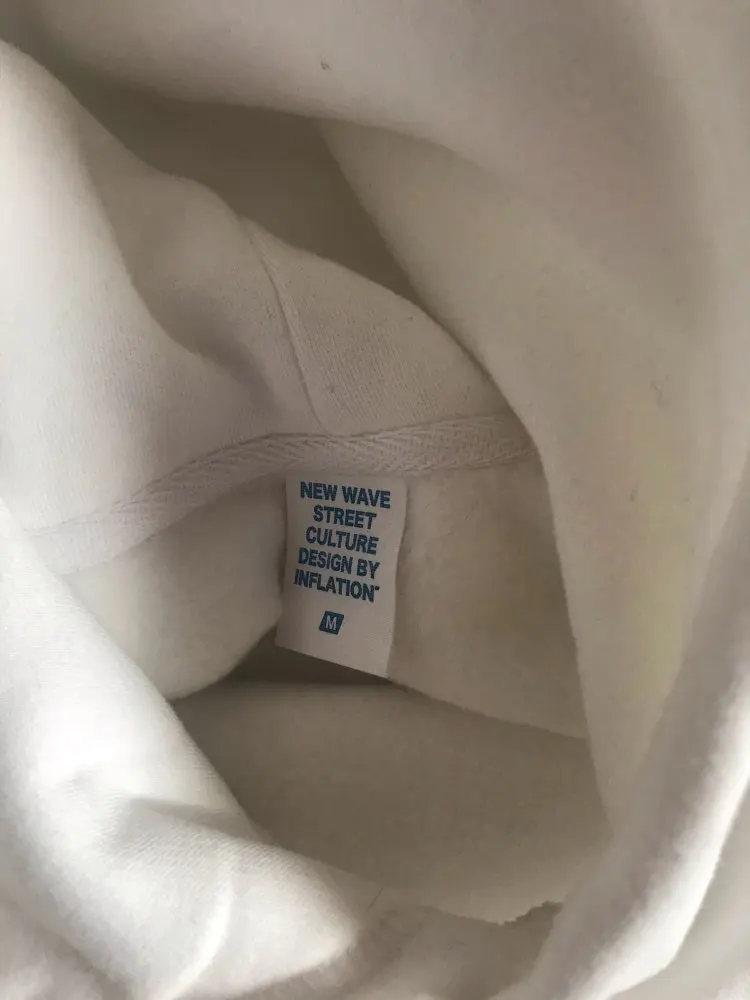 NEW WAVE
STREET
CULTURE
DESIGN BY
INFLATION
M